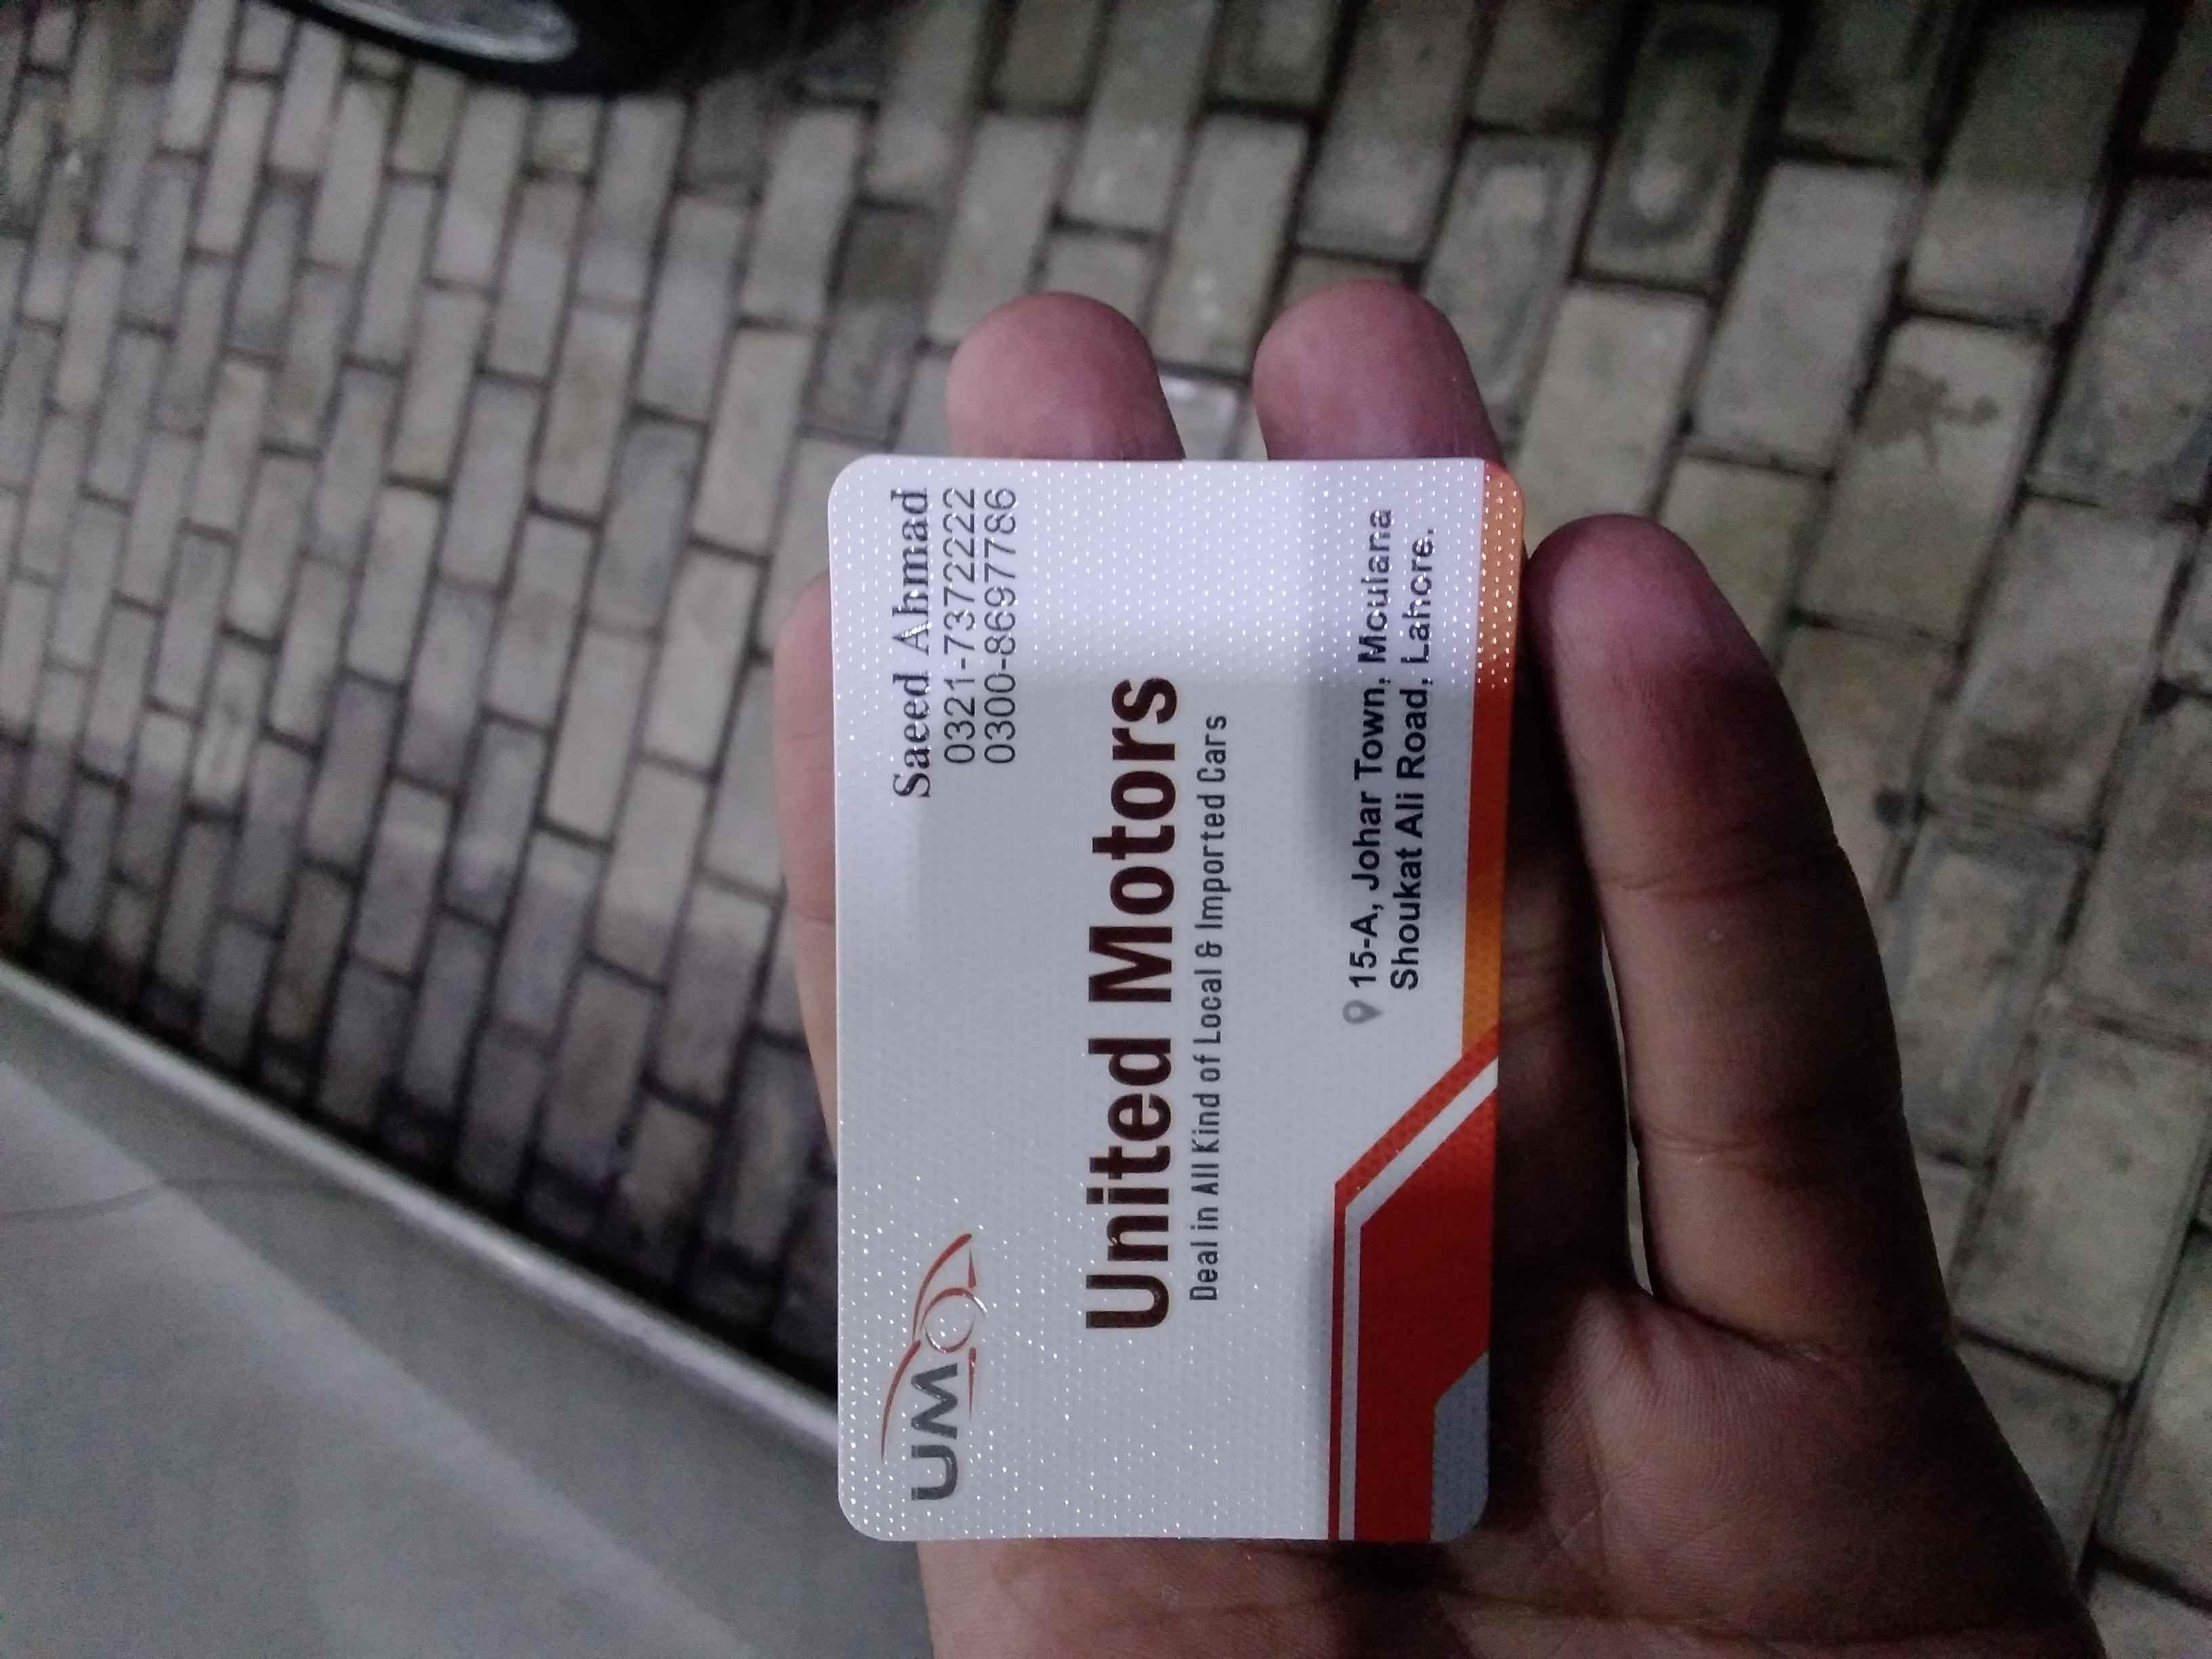 UM
Saeed Ahmad
0321-7372222
0300-8697786
United Motors
Deal in All Kind of Local & Imported Cars
15-A, Johar Town, Moulana
Shoukat Ali Road, Lahore.